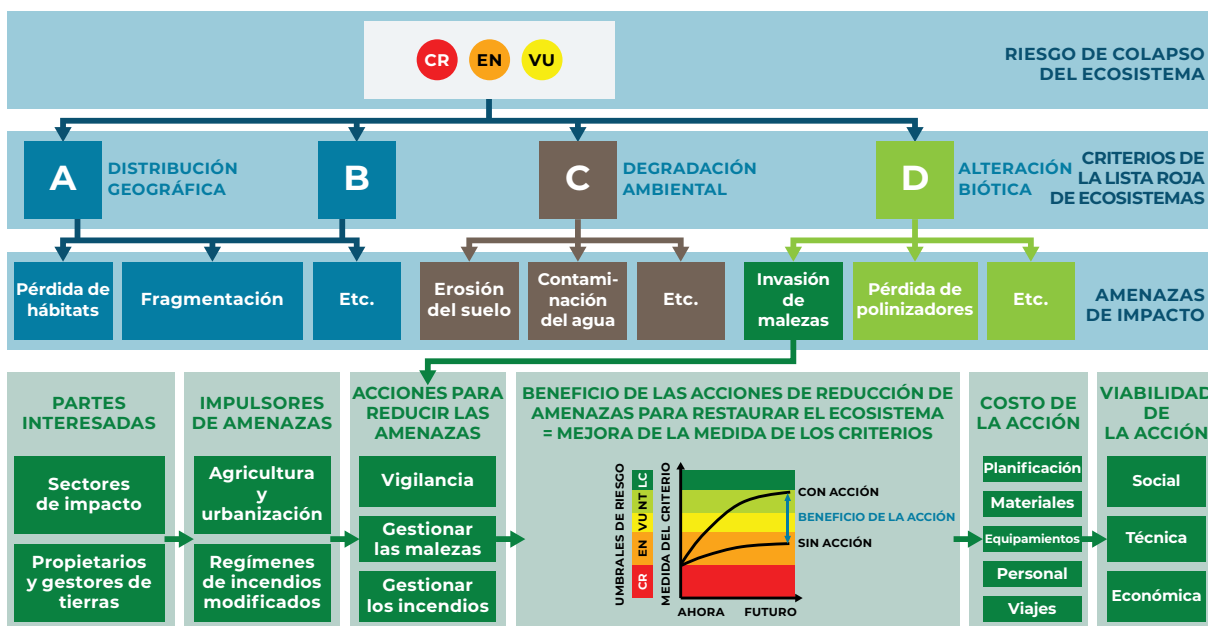 CR EN VU
RIESGO DE COLAPSO
DEL ECOSISTEMA
A
DISTRIBUCIÓN
GEOGRÁFICA
B
C
DEGRADACIÓN
AMBIENTAL
D
ALTERACIÓN
BIÓTICA
CRITERIOS DE
LA LISTA ROJA
DE ECOSISTEMAS
Pérdida de
hábitats
Fragmentación
Etc.
Erosión
del suelo
Contami-
nación
del agua
Etc.
Invasión
de
malezas
Pérdida de
polinizadores
Etc.
AMENAZAS
DE IMPACTO
PARTES
INTERESADAS
Sectores
de impacto
Propietarios
y gestores de
tierras
IMPULSORES
DE AMENAZAS
Agricultura
y
urbanización
Regímenes
de incendios
modificados
ACCIONES PARA
REDUCIR LAS
AMENAZAS
Vigilancia
Gestionar
las malezas
Gestionar
los incendios
BENEFICIO DE LAS ACCIONES DE REDUCCIÓN DE
AMENAZAS PARA RESTAURAR EL ECOSISTEMA
= MEJORA DE LA MEDIDA DE LOS CRITERIOS
UMBRALES DE RIESGO
CR EN VU NT LC
MEDIDA DEL CRITERIO
CON ACCIÓN
BENEFICIO DE LA ACCIÓN
SIN ACCIÓN
AHORA FUTURO
COSTO DE
LA ACCIÓN
Planificación
Materiales
Equipamientos
Personal
Viajes
VIABILIDAD
DE
LA ACCIÓN
Social
Técnica
Económica